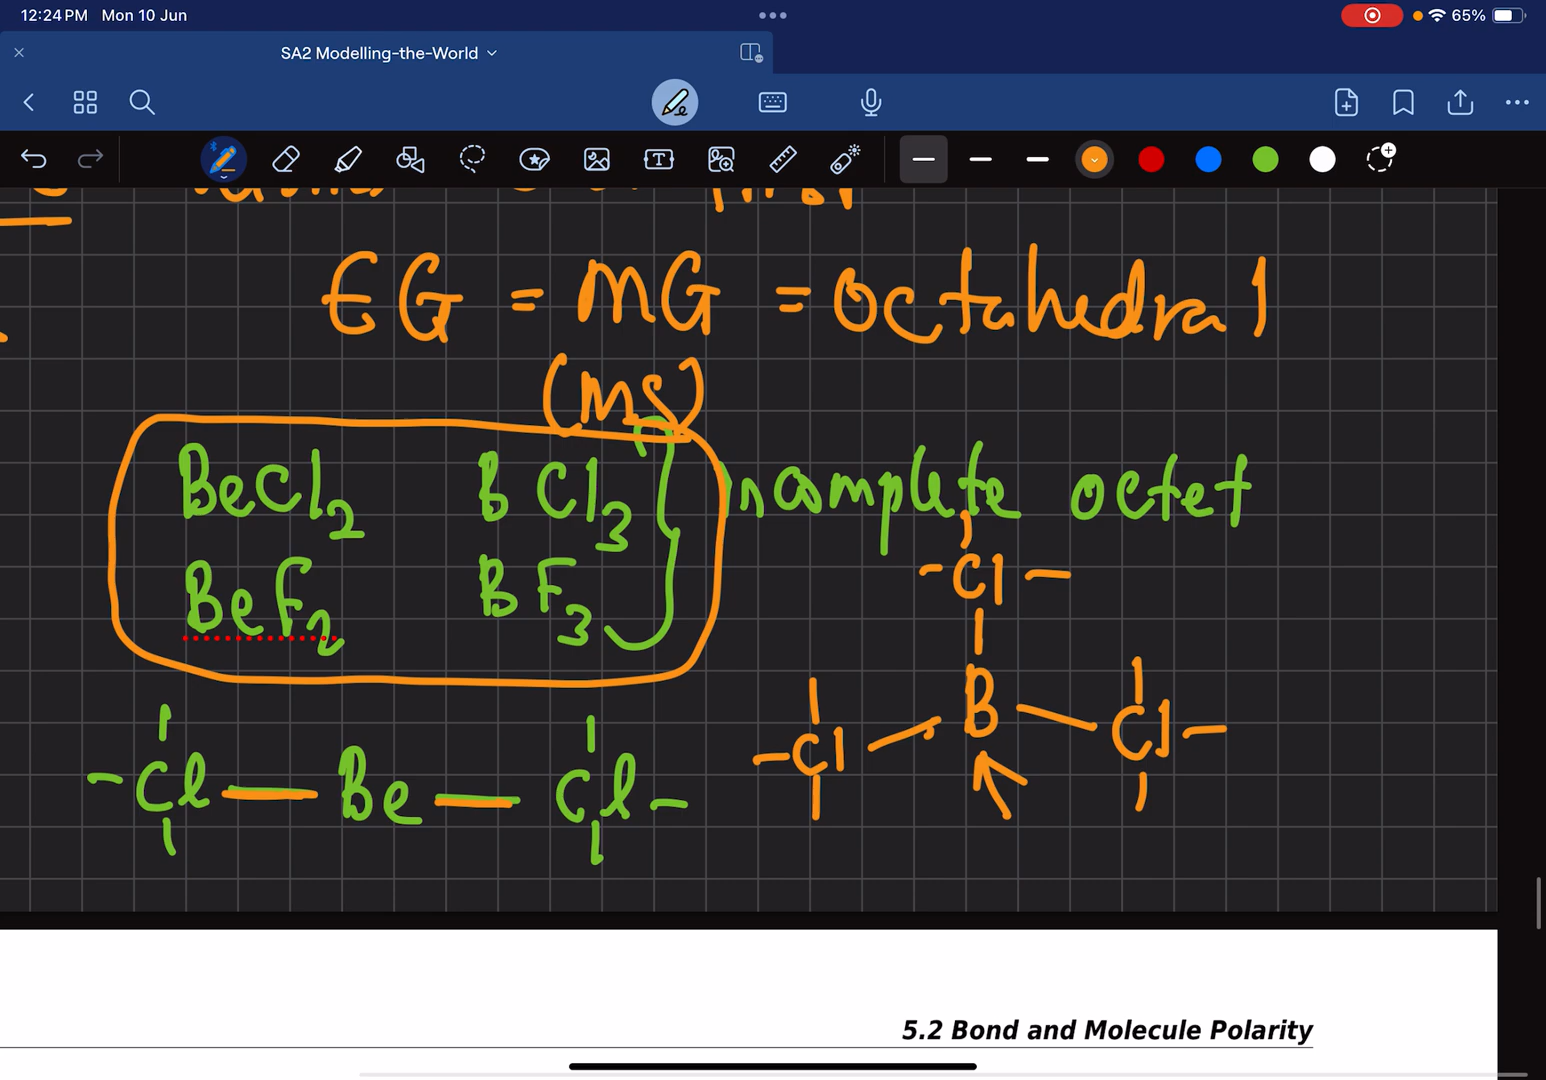 12:24 PM Mon 10 Jun
65%
SA2 Modelling-the-World
first
EG = MG = Octahedral
(MS)
BeCl2 BCl3 incomplete octet
BeF2 BF3
Cl
Cl — B — Cl
Cl — Be — Cl
5.2 Bond and Molecule Polarity